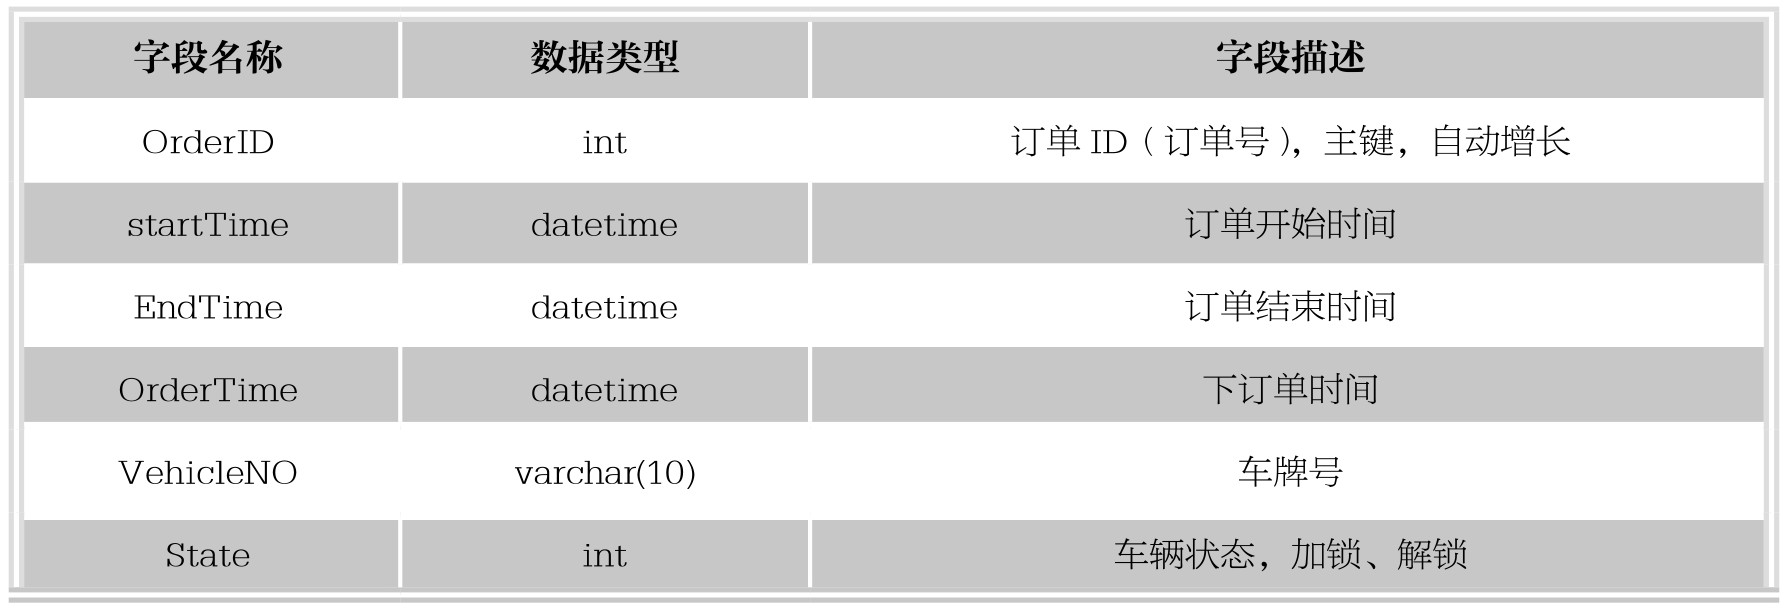 字段名称 数据类型 字段描述
OrderID int 订单 ID（订单号），主键，自动增长
startTime datetime 订单开始时间
EndTime datetime 订单结束时间
OrderTime datetime 下订单时间
VehicleNO varchar(10) 车牌号
State int 车辆状态，加锁、解锁